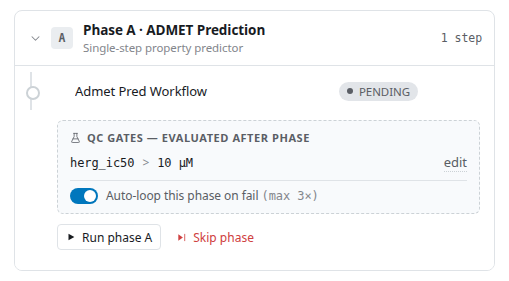 A
Phase A · ADMET Prediction
Single-step property predictor
1 step
Admet Pred Workflow
PENDING
QC GATES — EVALUATED AFTER PHASE
herg_ic50 > 10 μM
edit
Auto-loop this phase on fail (max 3×)
Run phase A
Skip phase